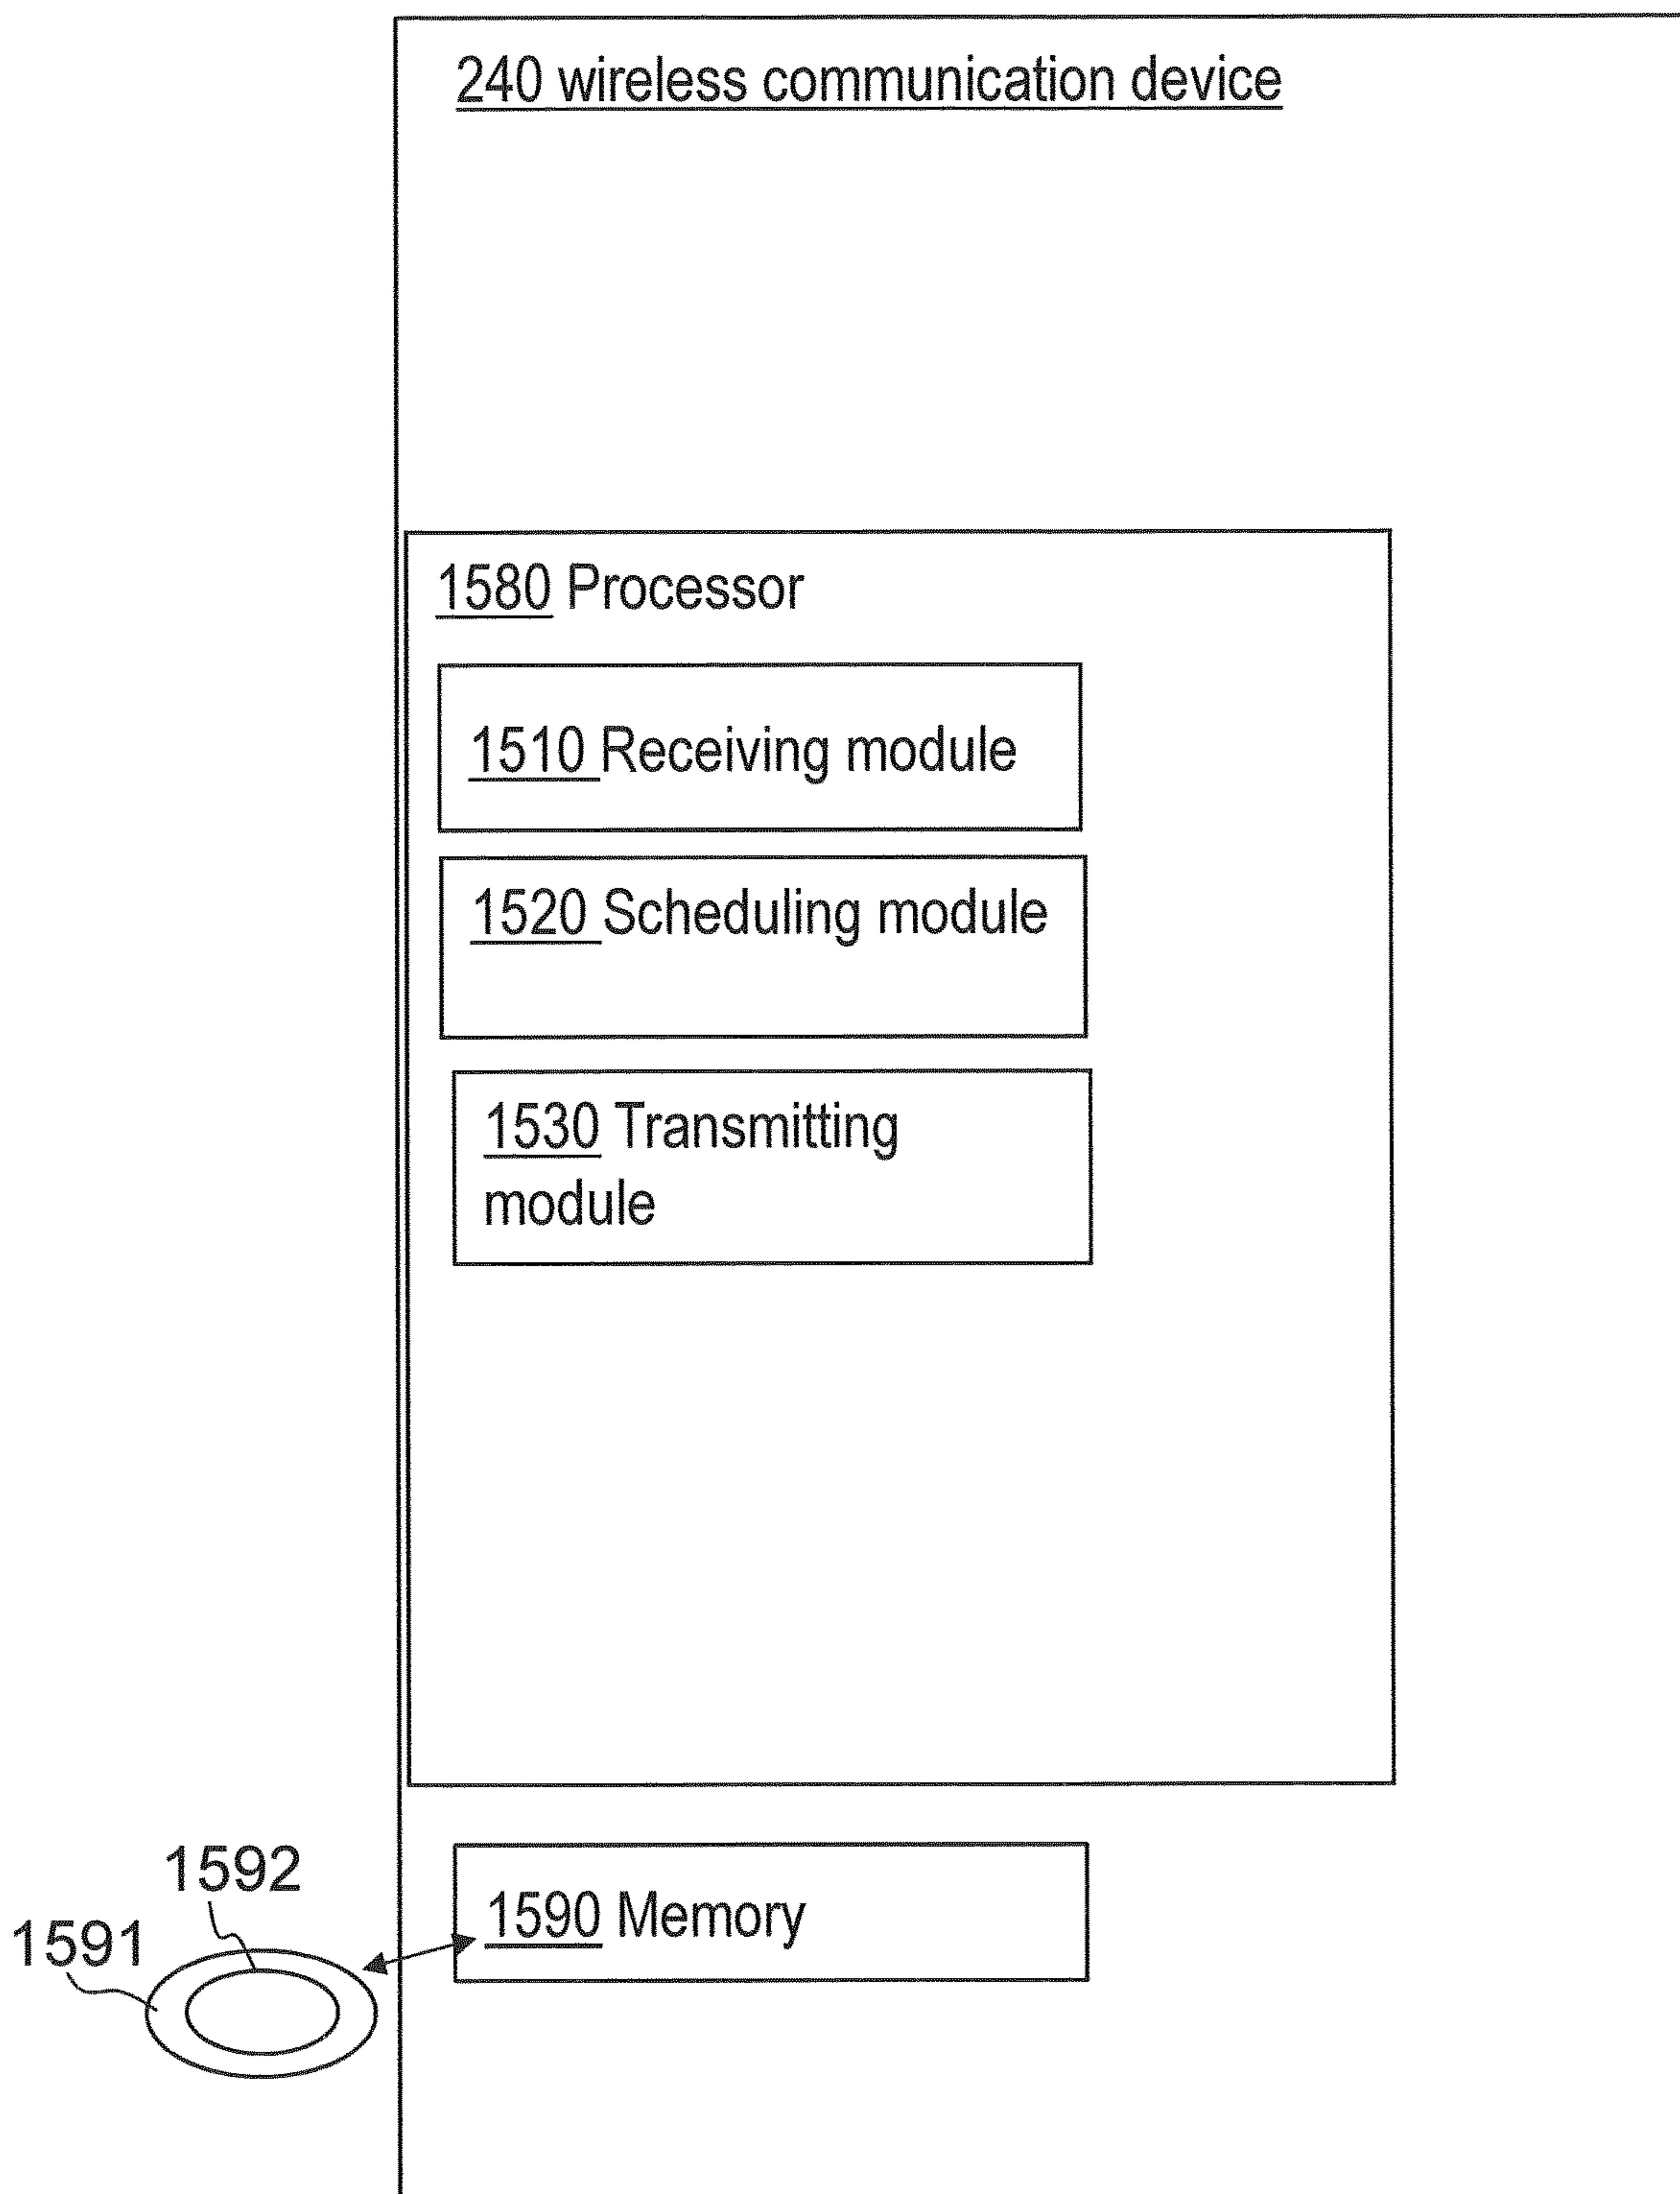 240 wireless communication device
1580 Processor
1510 Receiving module
1520 Scheduling module
1530 Transmitting
module
1592
1591
1590 Memory